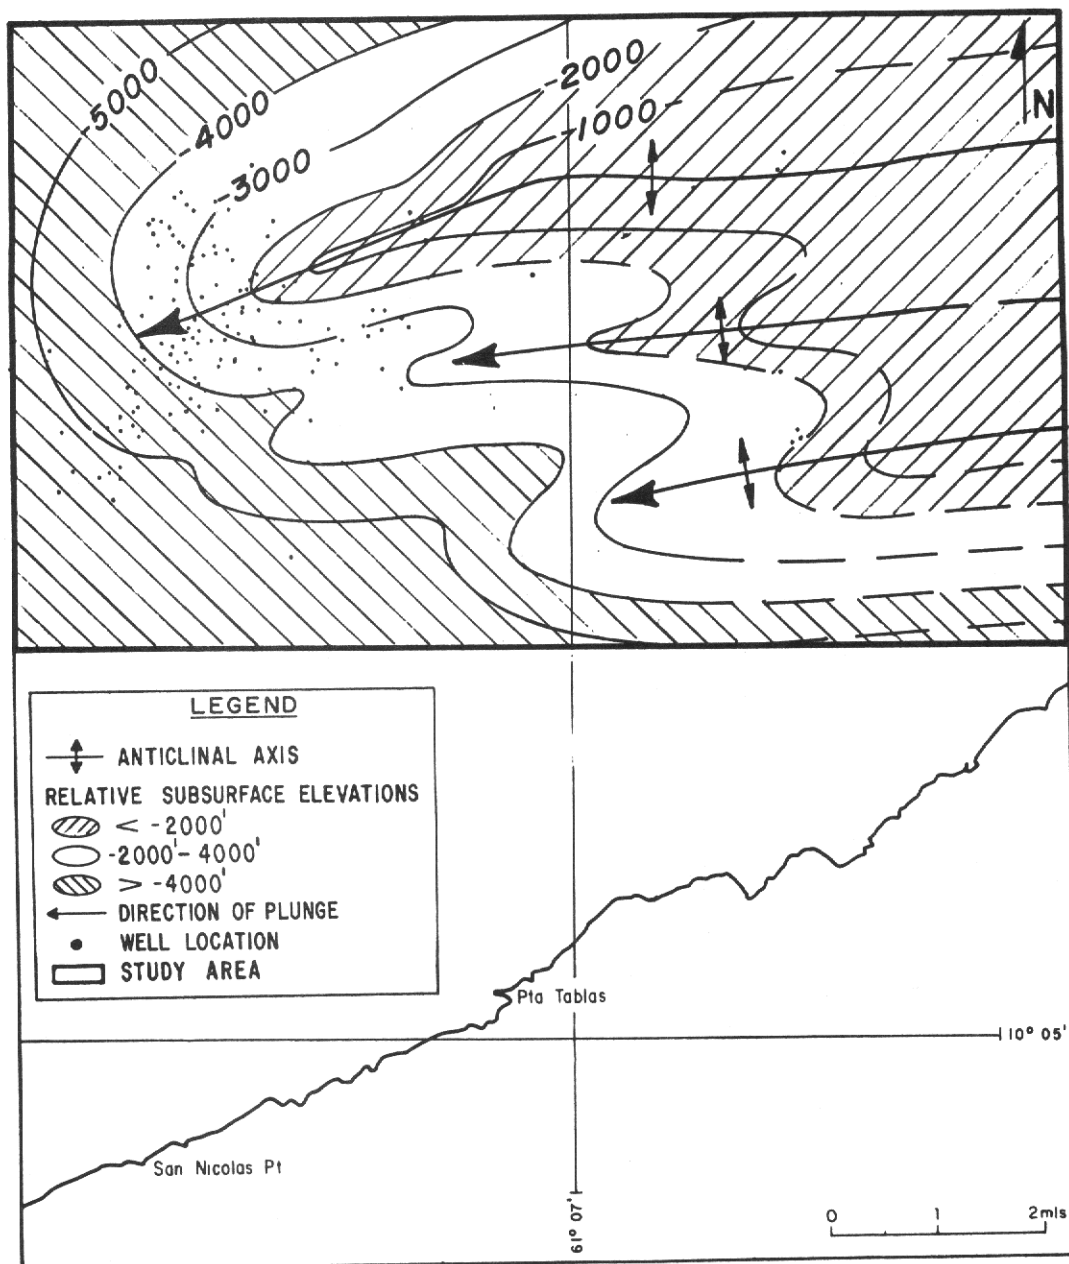 -5000
-4000
-3000
-2000
-1000
N
LEGEND
ANTICLINAL AXIS
RELATIVE SUBSURFACE ELEVATIONS
< -2000'
-2000'- 4000'
> -4000'
DIRECTION OF PLUNGE
WELL LOCATION
STUDY AREA
Pta Tablas
10° 05'
San Nicolas Pt
61° 07'
0 1 2mls